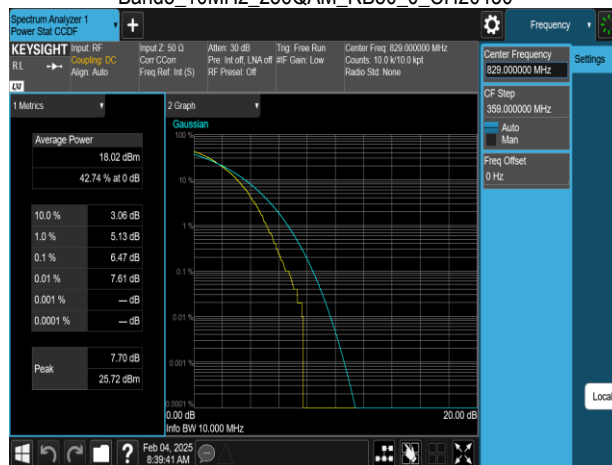 Spectrum Analyzer 1
Power Stat CCDF
Frequency
KEYSIGHT
RL
Input: RF
Coupling: DC
Align: Auto
Input Z: 50 Ω
Corr CCorr
Freq Ref: Int (S)
Atten: 30 dB
Pre: Int off, LNA off
RF Presel: Off
Trig: Free Run
#IF Gain: Low
Center Freq: 829.000000 MHz
Counts: 10.0 k/10.0 kpt
Radio Std: None
LXI
Center Frequency
829.000000 MHz
Settings
CF Step
359.000000 MHz
Auto
Man
Freq Offset
0 Hz
Local
1 Metrics
Average Power
18.02 dBm
42.74 % at 0 dB
10.0 % 3.06 dB
1.0 % 5.13 dB
0.1 % 6.47 dB
0.01 % 7.61 dB
0.001 % --- dB
0.0001 % --- dB
Peak
7.70 dB
25.72 dBm
2 Graph
Gaussian
100 %
10 %
1 %
0.1 %
0.01 %
0.001 %
0.0001 %
0.00 dB
20.00 dB
Info BW 10.000 MHz
?
Feb 04, 2025
8:39:41 AM